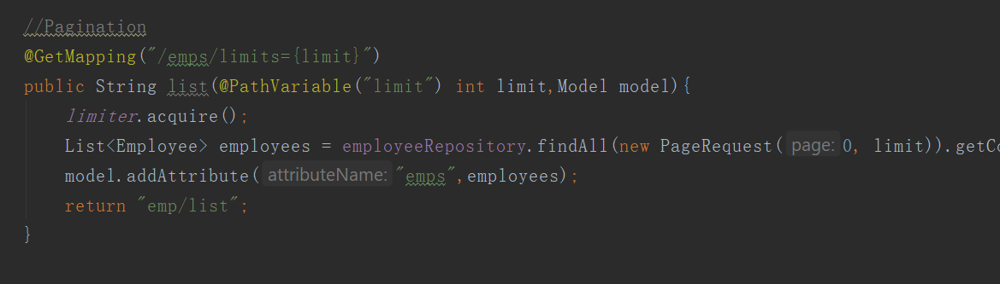 //Pagination
@GetMapping("/emps/limits={limit}")
public String list(@PathVariable("limit") int limit,Model model){
limiter.acquire();
List<Employee> employees = employeeRepository.findAll(new PageRequest( page: 0, limit)).getCo
model.addAttribute( attributeName: "emps",employees);
return "emp/list";
}